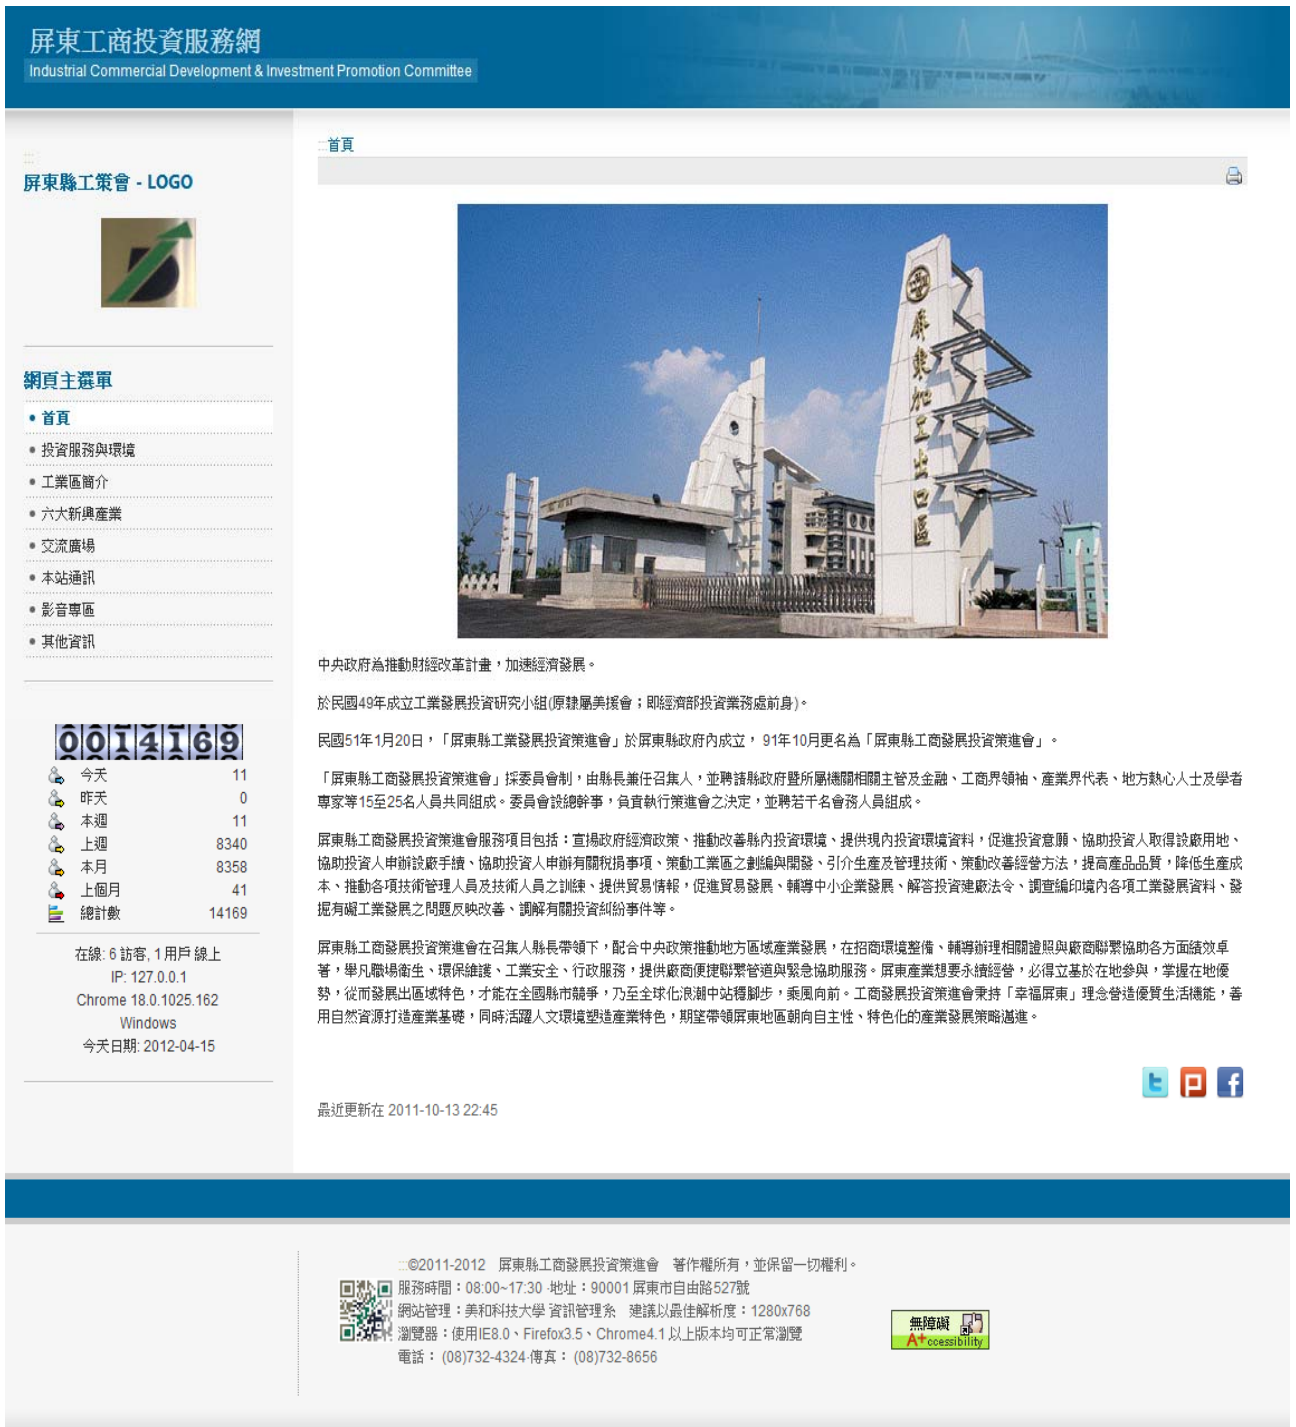 屏東工商投資服務網
Industrial Commercial Development & Investment Promotion Committee
屏東縣工策會 - LOGO
網頁主選單
首頁
投資服務與環境
工業區簡介
六大新興產業
交流廣場
本站通訊
影音專區
其他資訊
0014169
今天 11
昨天 0
本週 11
上週 8340
本月 8358
上個月 41
總計數 14169
在線: 6 訪客, 1 用戶 線上
IP: 127.0.0.1
Chrome 18.0.1025.162
Windows
今天日期: 2012-04-15
:::首頁
屏東加工出口區
中央政府為推動財經改革計畫，加速經濟發展。
於民國49年成立工業發展投資研究小組(原隸屬美援會；即經濟部投資業務處前身)。
民國51年1月20日，「屏東縣工業發展投資策進會」於屏東縣政府內成立， 91年10月更名為「屏東縣工商發展投資策進會」。
「屏東縣工商發展投資策進會」採委員會制，由縣長兼任召集人，並聘請縣政府暨所屬機關相關主管及金融、工商界領袖、產業界代表、地方熱心人士及學者
專家等15至25名人員共同組成。委員會設總幹事，負責執行策進會之決定，並聘若干名會務人員組成。
屏東縣工商發展投資策進會服務項目包括：宣揚政府經濟政策、推動改善縣內投資環境、提供現內投資環境資料，促進投資意願、協助投資人取得設廠用地、
協助投資人申辦設廠手續、協助投資人申辦有關稅捐事項、策動工業區之劃編與開發、引介生產及管理技術、策動改善經營方法，提高產品品質，降低生產成
本、推動各項技術管理人員及技術人員之訓練、提供貿易情報，促進貿易發展、輔導中小企業發展、解答投資建廠法令、調查編印境內各項工業發展資料、發
掘有礙工業發展之問題反映改善、調解有關投資糾紛事件等。
屏東縣工商發展投資策進會在召集人縣長帶領下，配合中央政策推動地方區域產業發展，在招商環境整備、輔導辦理相關證照與廠商聯繫協助各方面績效卓
著，舉凡職場衛生、環保維護、工業安全、行政服務，提供廠商便捷聯繫管道與緊急協助服務。屏東產業想要永續經營，必得立基於在地參與，掌握在地優
勢，從而發展出區域特色，才能在全國縣市競爭，乃至全球化浪潮中站穩腳步，乘風向前。工商發展投資策進會秉持「幸福屏東」理念營造優質生活機能，善
用自然資源打造產業基礎，同時活躍人文環境塑造產業特色，期望帶領屏東地區朝向自主性、特色化的產業發展策略邁進。
最近更新在 2011-10-13 22:45
:::©2011-2012 屏東縣工商發展投資策進會 著作權所有，並保留一切權利。
服務時間：08:00~17:30 ‧地址：90001 屏東市自由路527號
網站管理：美和科技大學 資訊管理系 建議以最佳解析度：1280x768
瀏覽器：使用IE8.0、Firefox3.5、Chrome4.1 以上版本均可正常瀏覽
電話： (08)732-4324‧傳真： (08)732-8656
無障礙
A+ccessibility